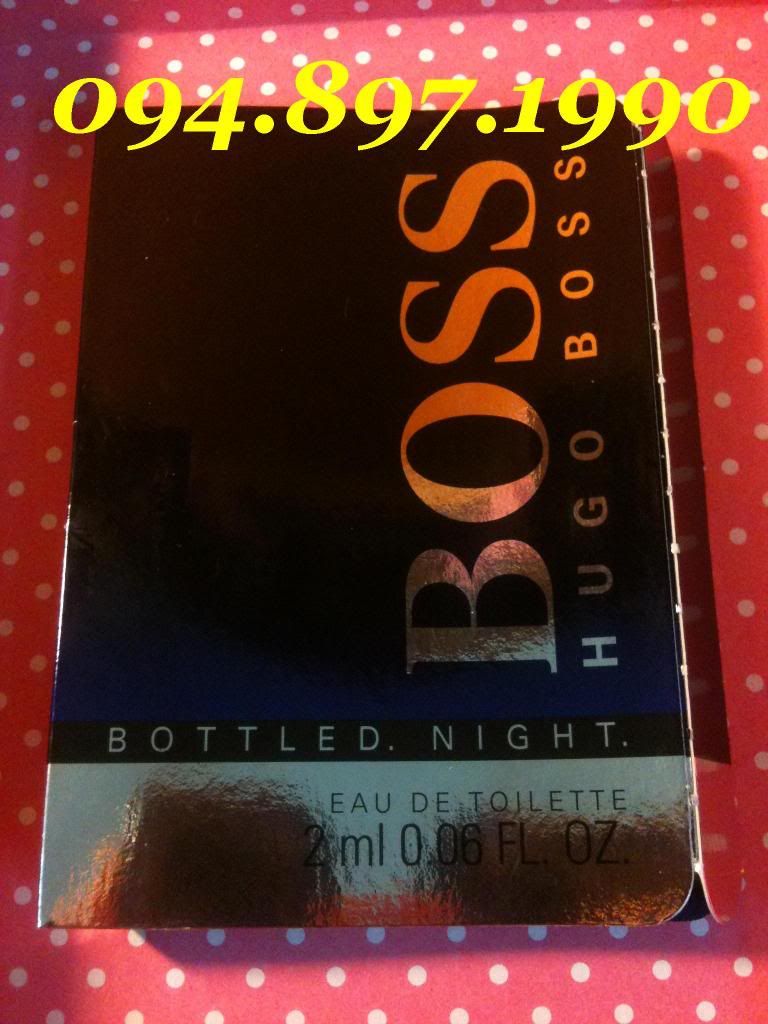 094.897.1990
BOSS
HUGO BOSS
BOTTLED. NIGHT.
EAU DE TOILETTE
2 ml 0.06 FL. OZ.